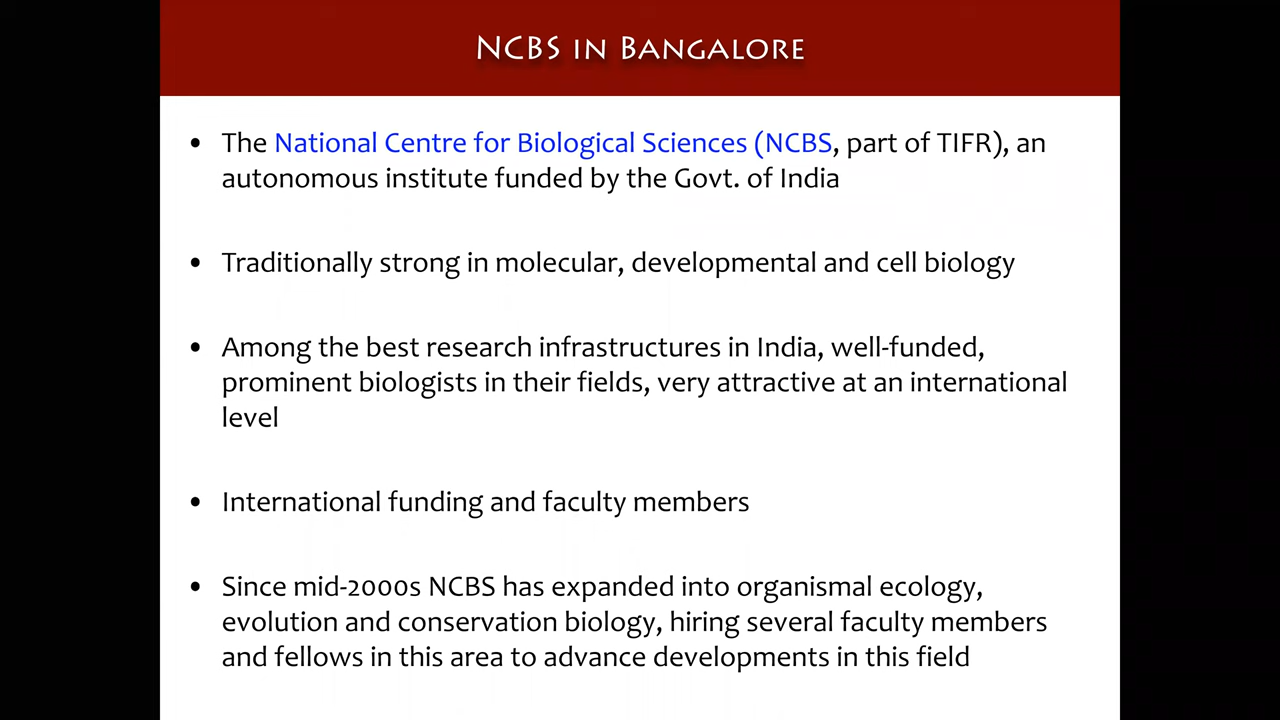 NCBS IN BANGALORE
• The National Centre for Biological Sciences (NCBS, part of TIFR), an
autonomous institute funded by the Govt. of India
• Traditionally strong in molecular, developmental and cell biology
• Among the best research infrastructures in India, well-funded,
prominent biologists in their fields, very attractive at an international
level
• International funding and faculty members
• Since mid-2000s NCBS has expanded into organismal ecology,
evolution and conservation biology, hiring several faculty members
and fellows in this area to advance developments in this field